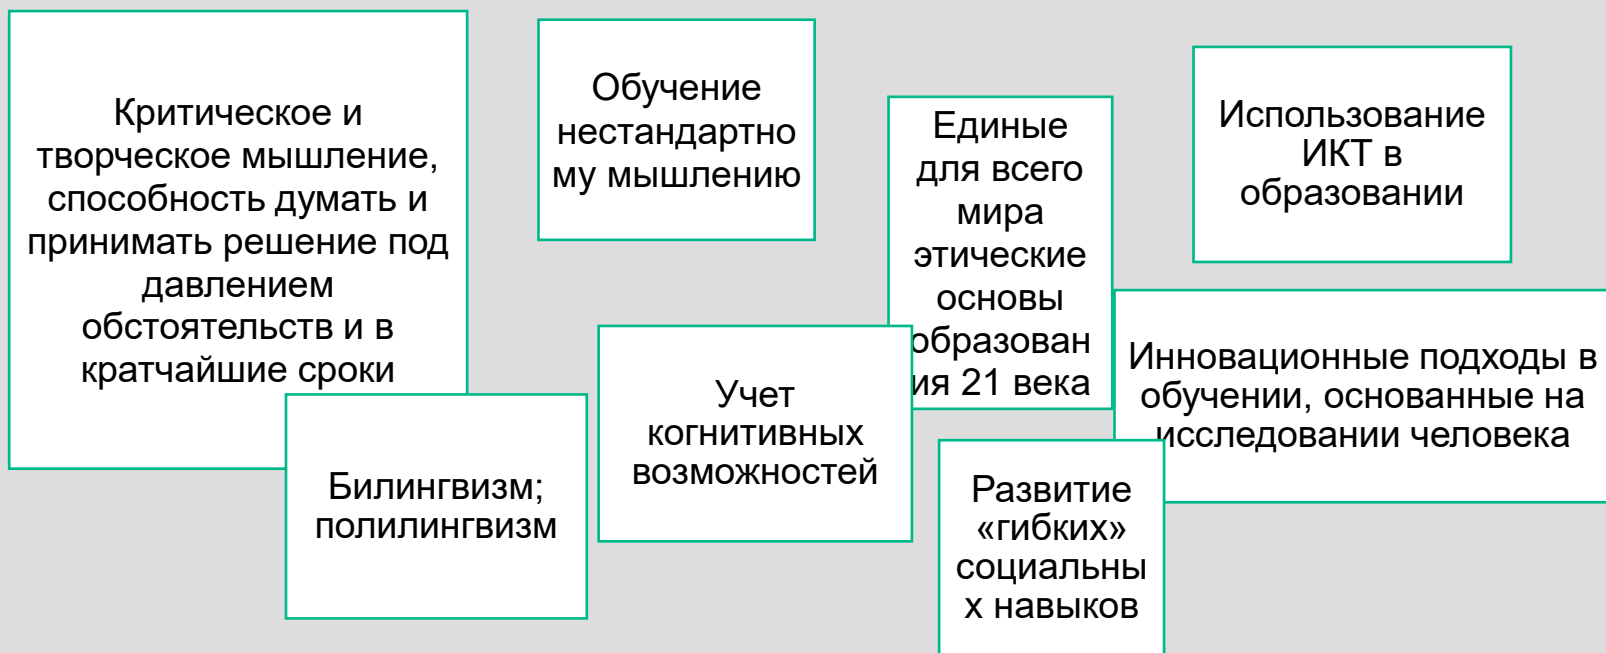 Критическое и
творческое мышление,
способность думать и
принимать решение под
давлением
обстоятельств и в
кратчайшие сроки
Обучение
нестандартно
му мышлению
Единые
для всего
мира
этические
основы
образован
ия 21 века
Использование
ИКТ в
образовании
Инновационные подходы в
обучении, основанные на
исследовании человека
Учет
когнитивных
возможностей
Билингвизм;
полилингвизм
Развитие
«гибких»
социальны
х навыков